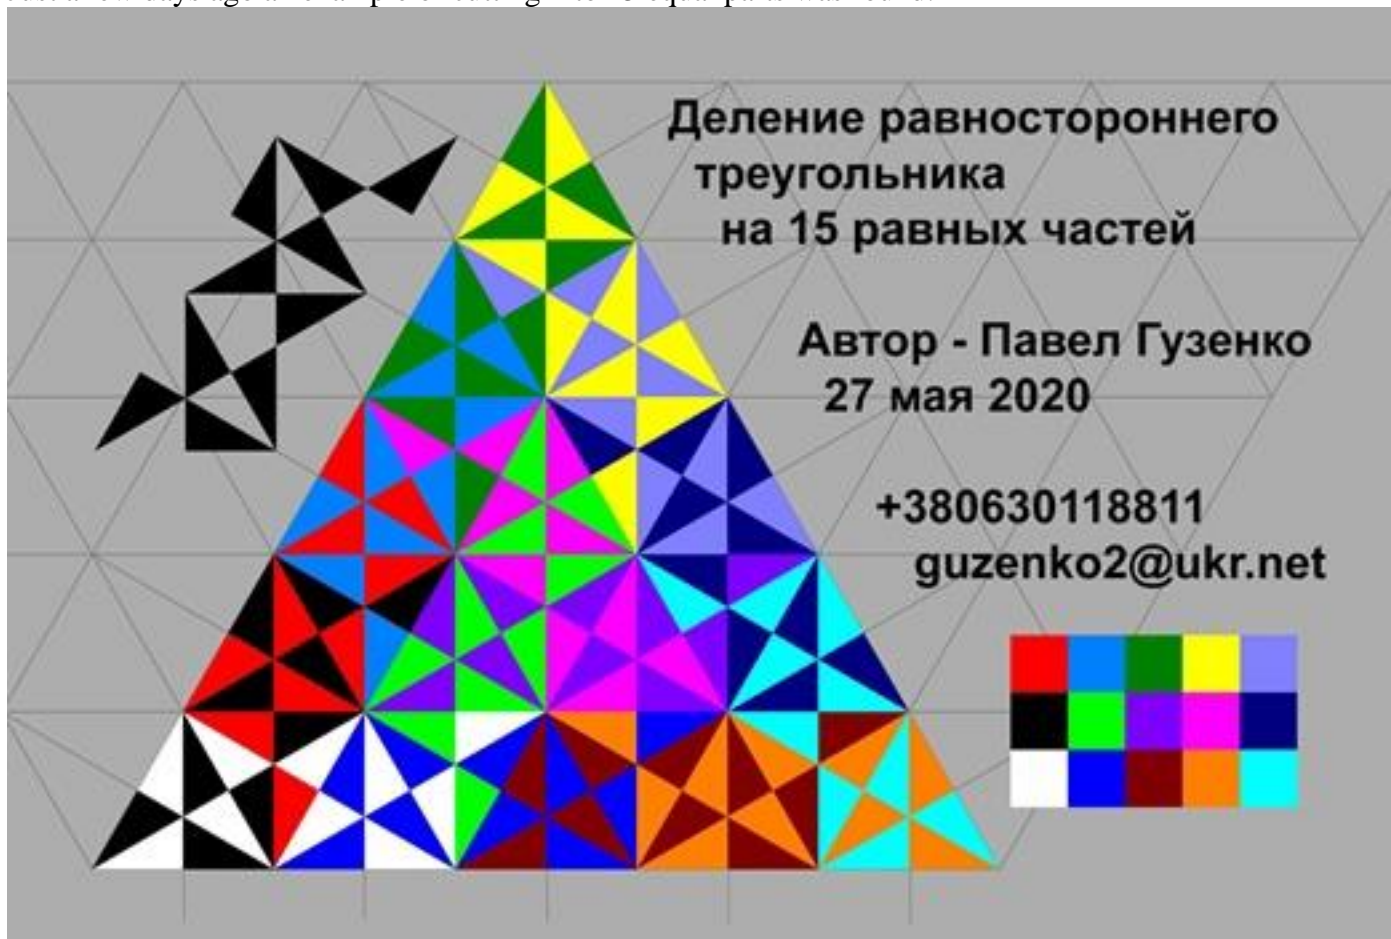 Деление равностороннего
треугольника
на 15 равных частей
Автор - Павел Гузенко
27 мая 2020
+380630118811
guzenko2@ukr.net